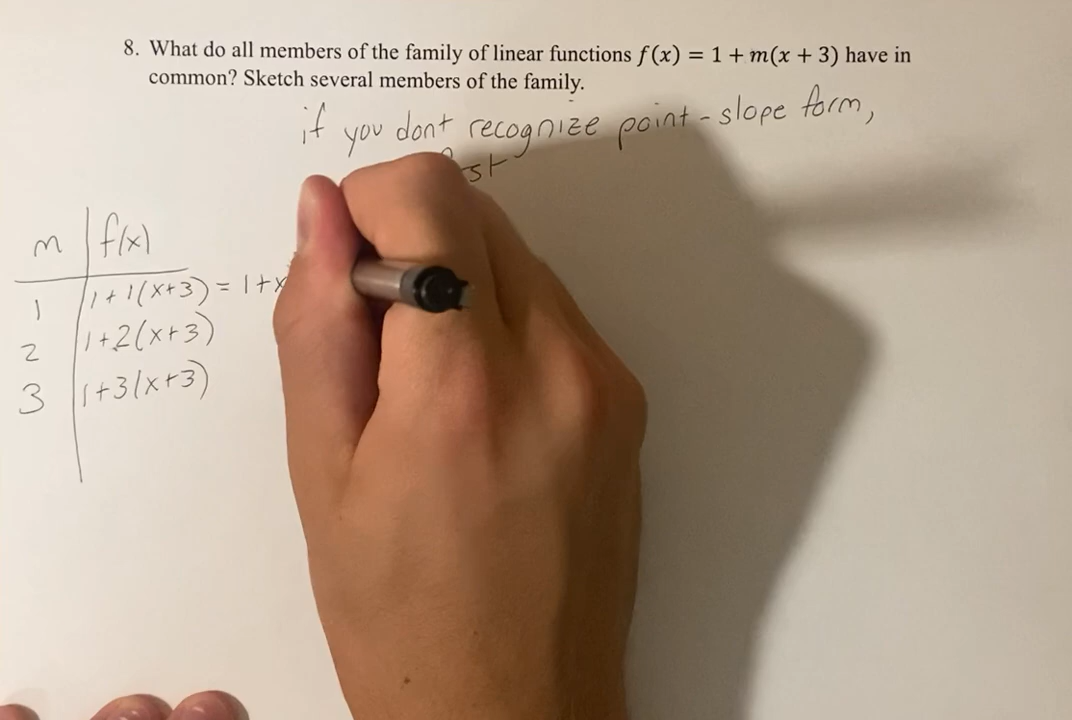 8. What do all members of the family of linear functions f(x) = 1 + m(x + 3) have in
common? Sketch several members of the family.
if you dont recognize point-slope form,
st
m f(x)
1 1+1(x+3) = 1+x
2 1+2(x+3)
3 1+3(x+3)